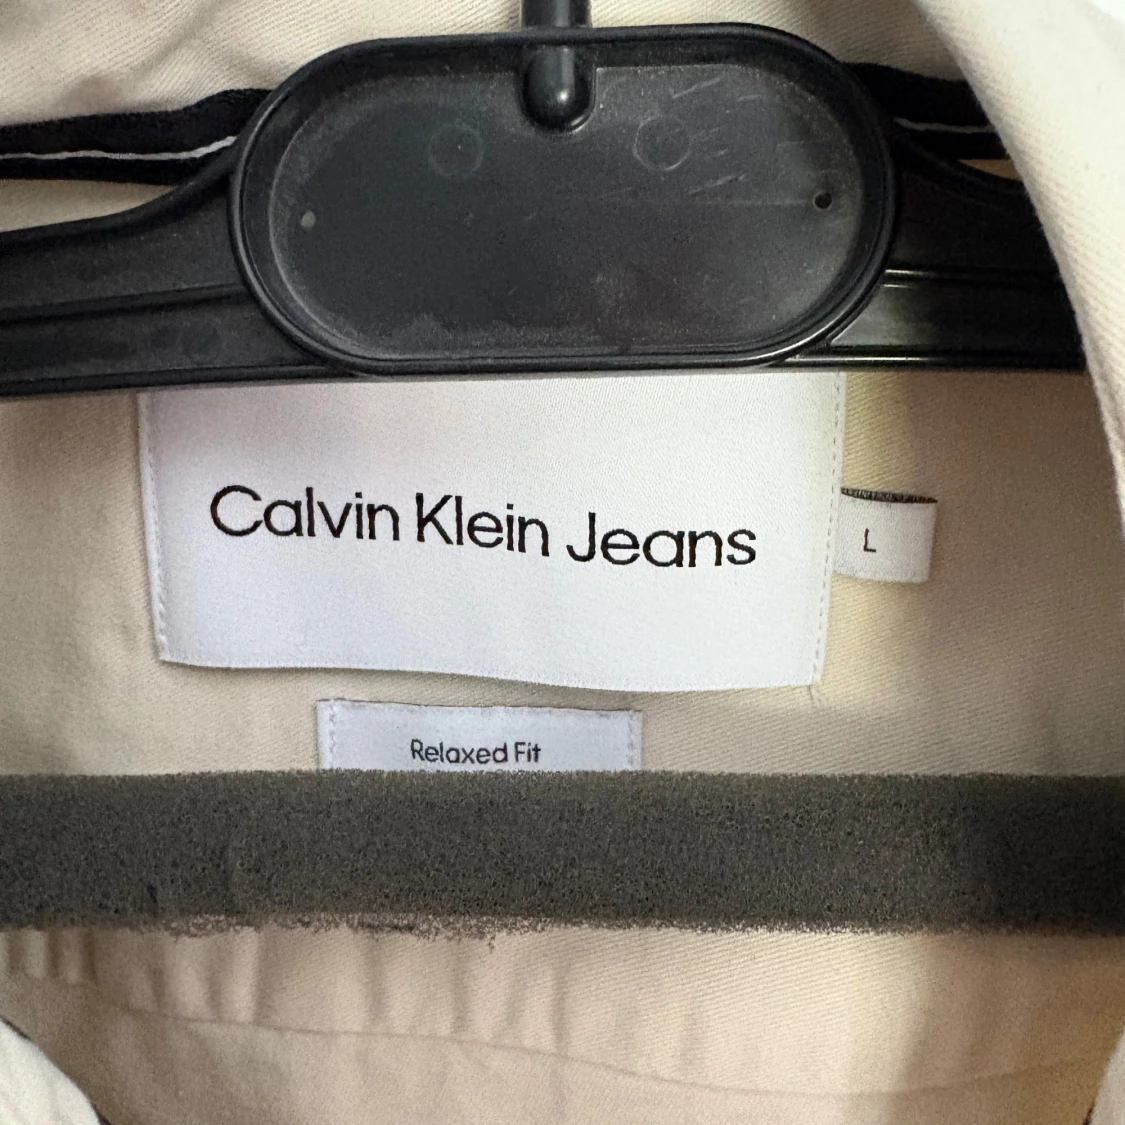 Calvin Klein Jeans
L
Relaxed Fit